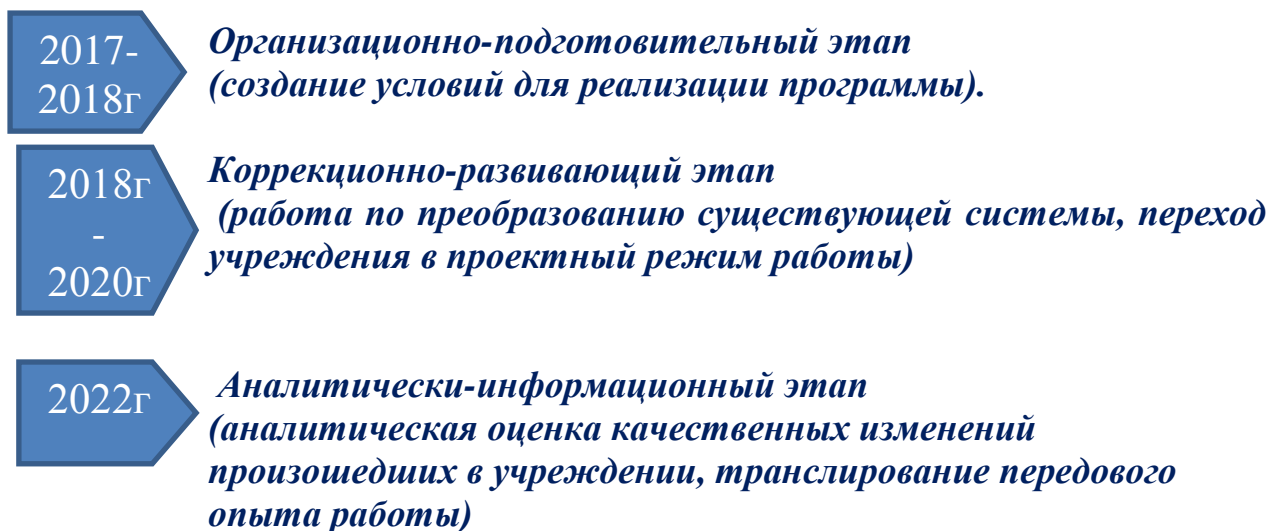 2017-
2018г
Организационно-подготовительный этап
(создание условий для реализации программы).
2018г
-
2020г
Коррекционно-развивающий этап
(работа по преобразованию существующей системы, переход
учреждения в проектный режим работы)
2022г
Аналитически-информационный этап
(аналитическая оценка качественных изменений
произошедших в учреждении, транслирование передового
опыта работы)